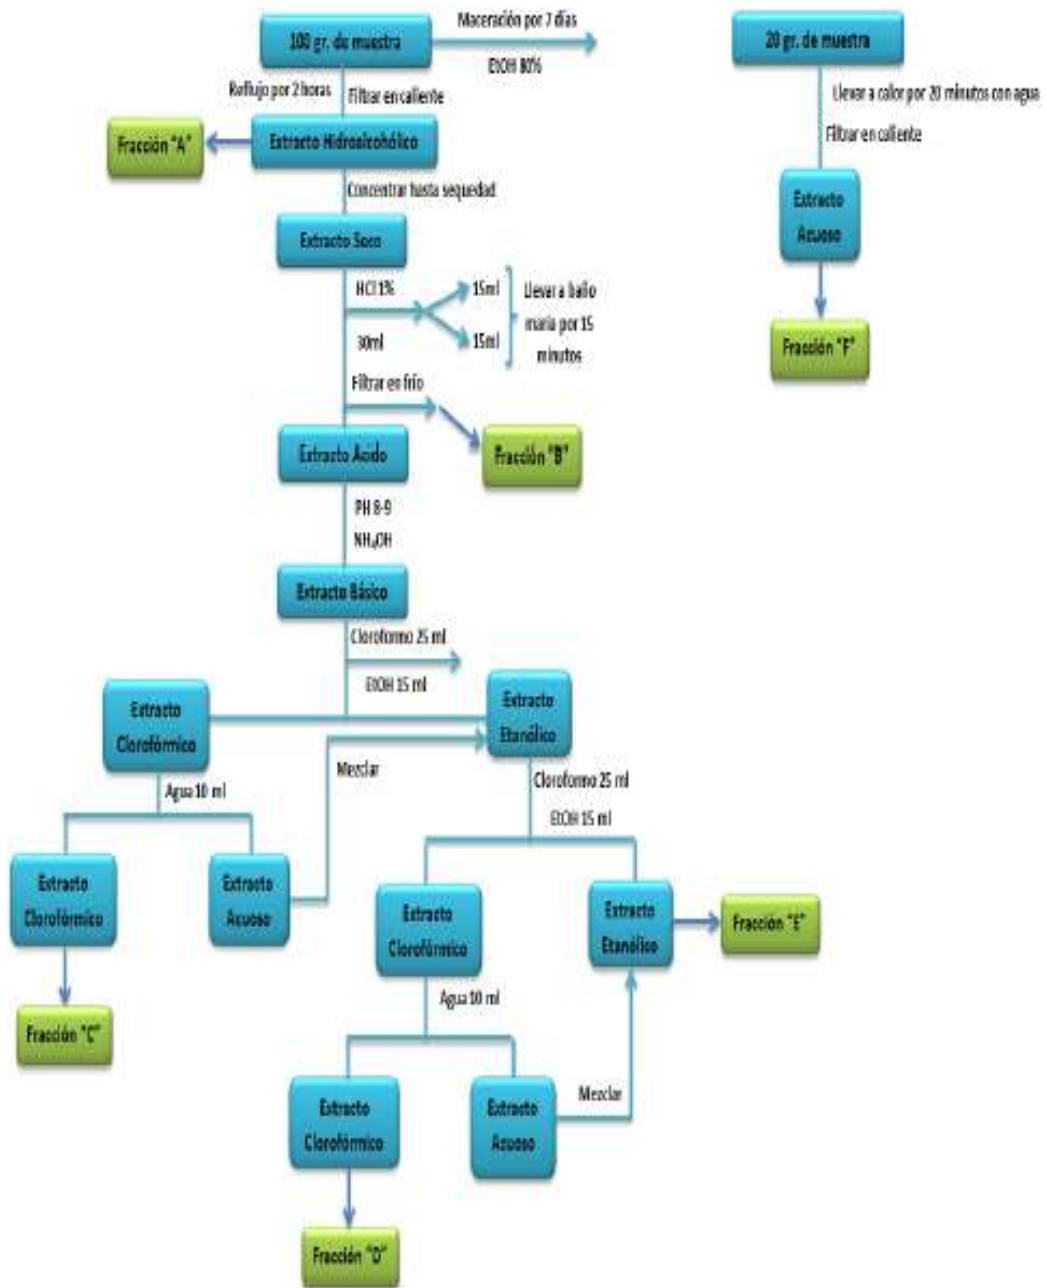 100 gr. de muestra
Maceración por 7 días
EtOH 80%
20 gr. de muestra
Reflujo por 2 horas
Filtrar en caliente
Llevar a calor por 20 minutos con agua
Filtrar en caliente
Fracción "A"
Extracto Hidroalcohólico
Concentrar hasta sequedad
Extracto
Acuoso
Extracto Seco
HCl 1%
30ml
15ml
15ml
Llevar a baño
maria por 15
minutos
Fracción "F"
Filtrar en frío
Extracto Acido
Fracción "B"
PH 8-9
NH₄OH
Extracto Básico
Cloroformo 25 ml
EtOH 15 ml
Extracto
Clorofórmico
Extracto
Etanólico
Mezclar
Agua 10 ml
Cloroformo 25 ml
EtOH 15 ml
Extracto
Clorofórmico
Extracto
Acuoso
Extracto
Clorofórmico
Extracto
Etanólico
Fracción "E"
Fracción "C"
Agua 10 ml
Extracto
Clorofórmico
Extracto
Acuoso
Mezclar
Fracción "D"